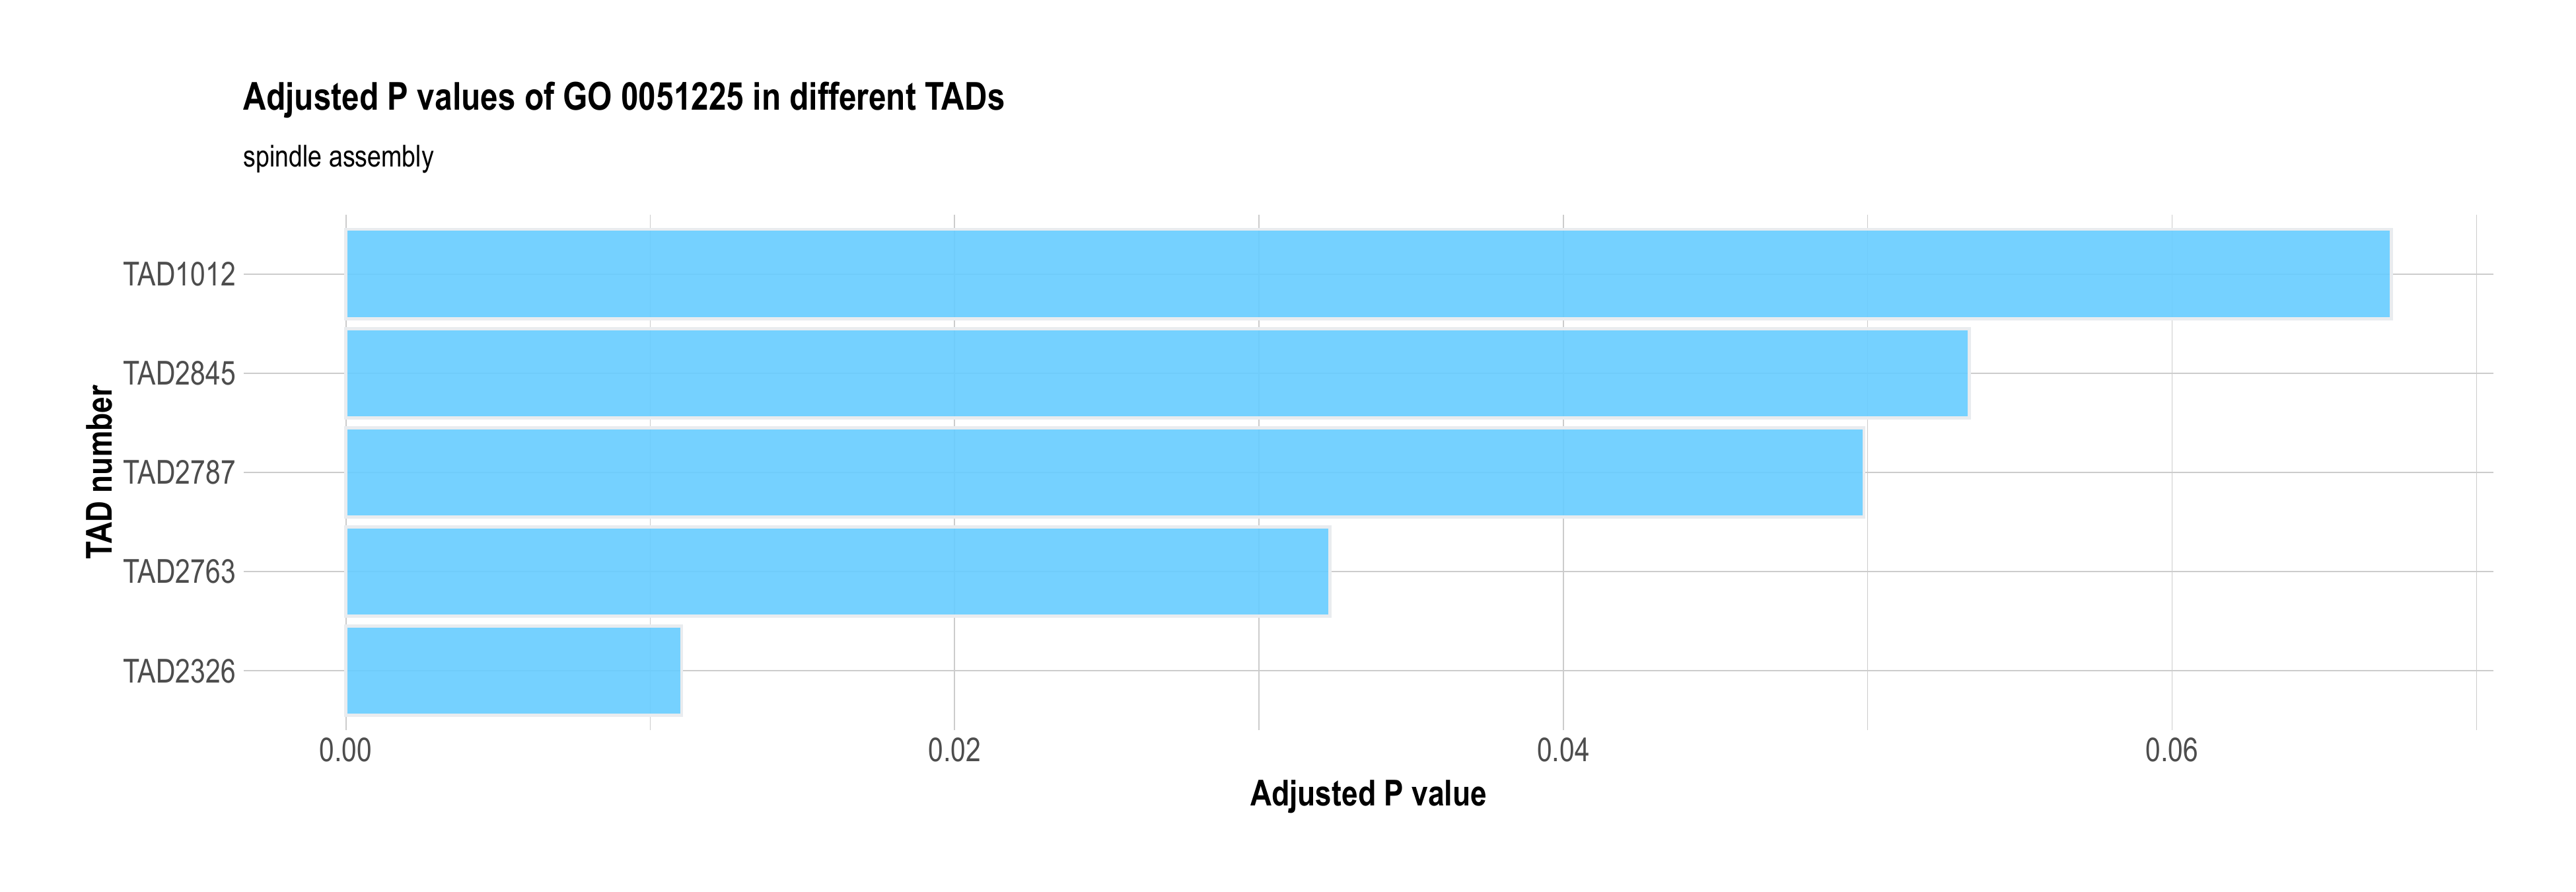 Adjusted P values of GO 0051225 in different TADs
spindle assembly
TAD number
TAD1012
TAD2845
TAD2787
TAD2763
TAD2326
0.00 0.02 0.04 0.06
Adjusted P value